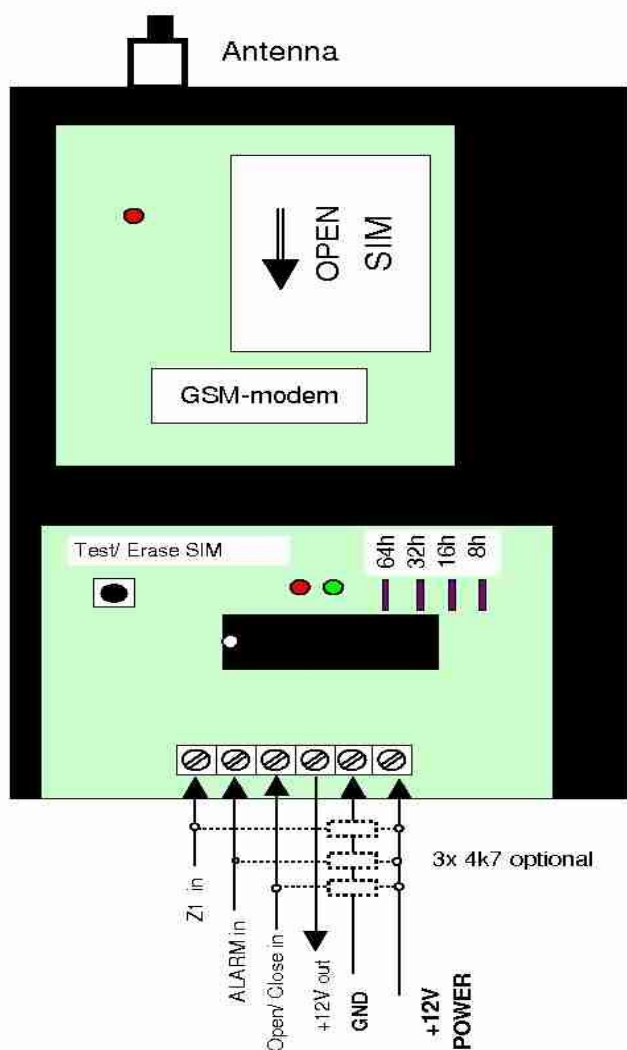 Antenna
OPEN
SIM
GSM-modem
Test/ Erase SIM
64h
32h
16h
8h
3x 4k7 optional
Z1 in
ALARM in
Open/ Close in
+12V out
GND
+12V
POWER